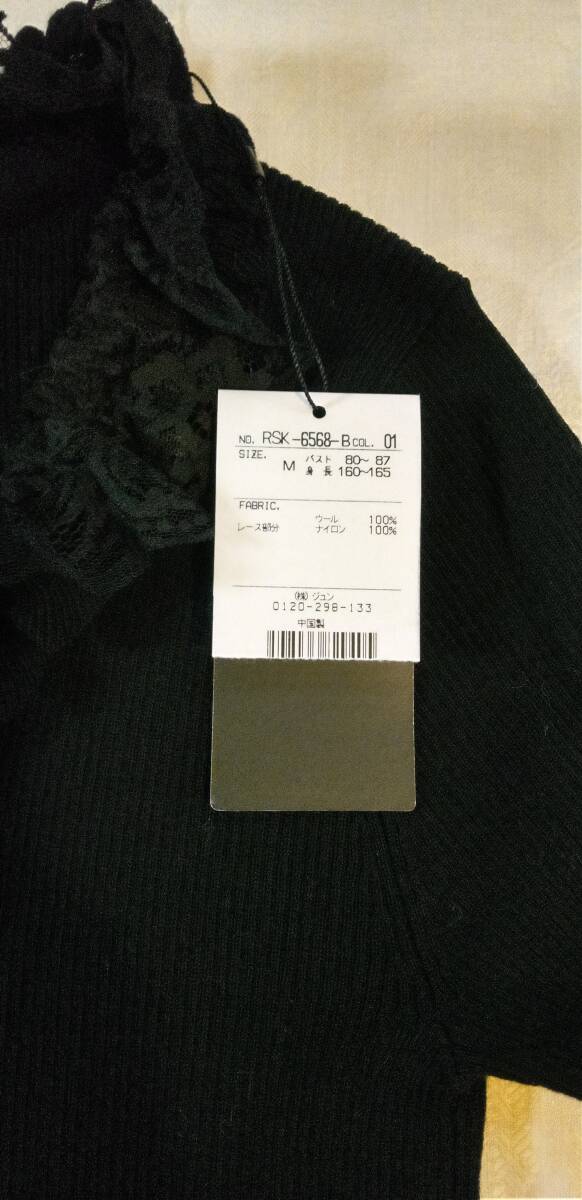 NO. RSK-6568-B COL. 01
SIZE. M バスト 80~ 87
身 長 160~165
FABRIC.
ウール 100%
レース部分 ナイロン 100%
(株) ジュン
0120-298-133
中国製